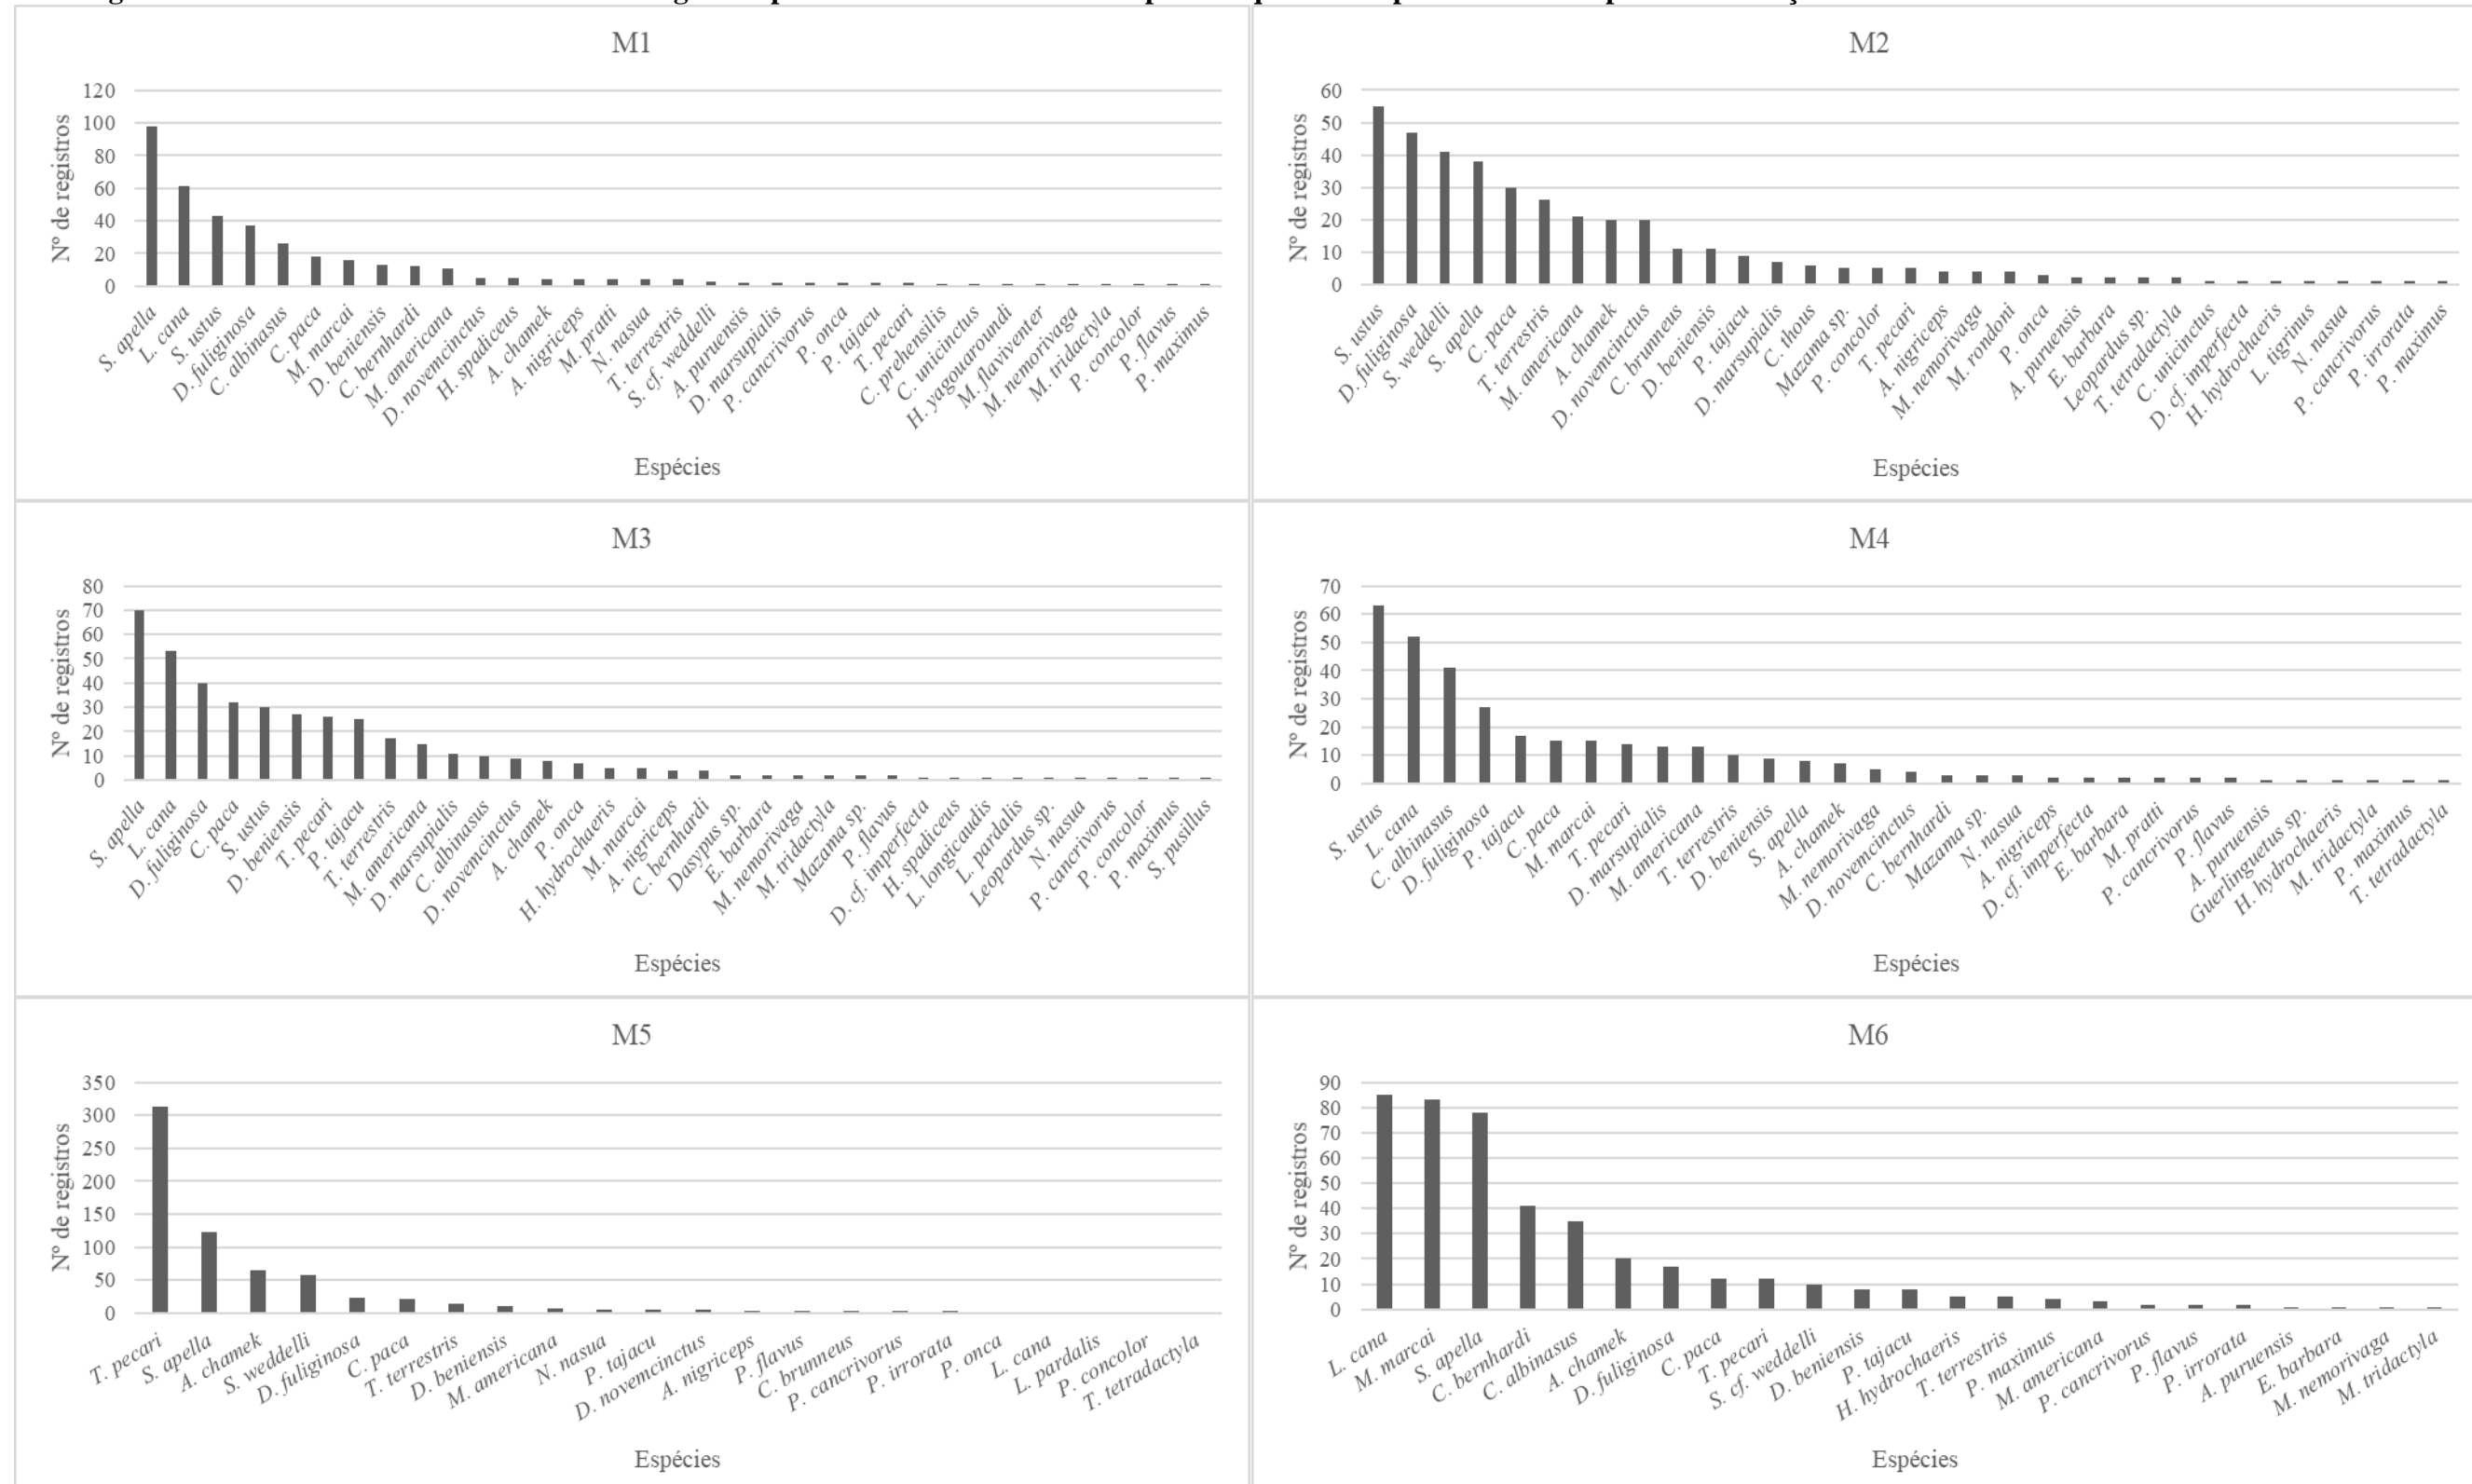 M1
Nº de registros
120
100
80
60
40
20
0
S. apella
L. cana
S. ustus
D. fuliginosa
C. albinasus
C. paca
M. marcai
D. beniensis
C. bernhardi
M. americana
D. novemcinctus
H. spadiceus
A. chamek
A. nigriceps
M. pratti
N. nasua
T. terrestris
S. cf. weddelli
A. puruensis
D. marsupialis
P. cancrivorus
P. onca
P. tajacu
T. pecari
C. prehensilis
C. unicinctus
H. yagouaroundi
M. flaviventer
M. nemorivaga
M. tridactyla
P. concolor
P. flavus
P. maximus
Espécies
M2
Nº de registros
60
50
40
30
20
10
0
S. ustus
D. fuliginosa
S. weddelli
S. apella
C. paca
T. terrestris
M. americana
A. chamek
D. novemcinctus
C. brunneus
D. beniensis
P. tajacu
D. marsupialis
C. thous
Mazama sp.
P. concolor
T. pecari
A. nigriceps
M. nemorivaga
M. rondoni
P. onca
A. puruensis
E. barbara
Leopardus sp.
T. tetradactyla
C. unicinctus
D. cf. imperfecta
H. hydrochaeris
L. tigrinus
N. nasua
P. cancrivorus
P. irrorata
P. maximus
Espécies
M3
Nº de registros
80
70
60
50
40
30
20
10
0
S. apella
L. cana
D. fuliginosa
C. paca
S. ustus
D. beniensis
T. pecari
P. tajacu
T. terrestris
M. americana
D. marsupialis
C. albinasus
D. novemcinctus
A. chamek
P. onca
H. hydrochaeris
M. marcai
A. nigriceps
C. bernhardi
Dasypus sp.
E. barbara
M. nemorivaga
M. tridactyla
Mazama sp.
P. flavus
D. cf. imperfecta
H. spadiceus
L. longicaudis
L. pardalis
Leopardus sp.
N. nasua
P. cancrivorus
P. concolor
P. maximus
S. pusillus
Espécies
M4
Nº de registros
70
60
50
40
30
20
10
0
S. ustus
L. cana
C. albinasus
D. fuliginosa
P. tajacu
C. paca
M. marcai
T. pecari
D. marsupialis
M. americana
T. terrestris
D. beniensis
S. apella
A. chamek
M. nemorivaga
D. novemcinctus
C. bernhardi
Mazama sp.
N. nasua
A. nigriceps
D. cf. imperfecta
E. barbara
M. pratti
P. cancrivorus
P. flavus
A. puruensis
Guerlinguetus sp.
H. hydrochaeris
M. tridactyla
P. maximus
T. tetradactyla
Espécies
M5
Nº de registros
350
300
250
200
150
100
50
0
T. pecari
S. apella
A. chamek
S. weddelli
D. fuliginosa
C. paca
T. terrestris
D. beniensis
M. americana
N. nasua
P. tajacu
D. novemcinctus
A. nigriceps
P. flavus
C. brunneus
P. cancrivorus
P. irrorata
P. onca
L. cana
L. pardalis
P. concolor
T. tetradactyla
Espécies
M6
Nº de registros
90
80
70
60
50
40
30
20
10
0
L. cana
M. marcai
S. apella
C. bernhardi
C. albinasus
A. chamek
D. fuliginosa
C. paca
T. pecari
S. cf. weddelli
D. beniensis
P. tajacu
H. hydrochaeris
T. terrestris
P. maximus
M. americana
P. cancrivorus
P. flavus
P. irrorata
A. puruensis
E. barbara
M. nemorivaga
M. tridactyla
Espécies